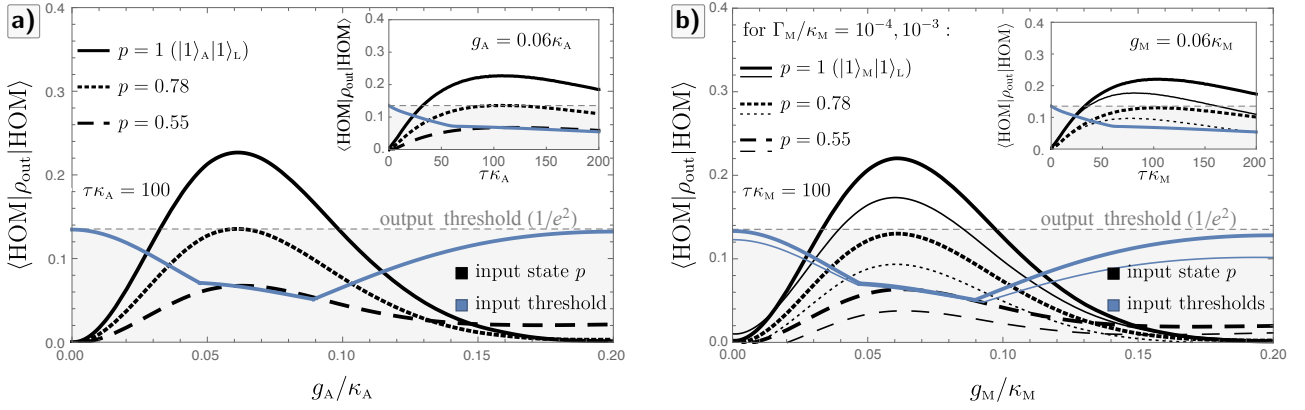 a)
⟨HOM|ρout|HOM⟩
0.4
0.3
0.2
0.1
0.0
p = 1 (|1⟩A|1⟩L)
p = 0.78
p = 0.55
τκA = 100
⟨HOM|ρout|HOM⟩
0.4
0.3
0.2
0.1
0.
gA = 0.06κA
0
50
100
150
200
τκA
output threshold (1/e²)
input state p
input threshold
0.00
0.05
0.10
0.15
0.20
gA/κA
b)
⟨HOM|ρout|HOM⟩
0.4
0.3
0.2
0.1
0.0
for ΓM/κM = 10⁻⁴, 10⁻³ :
p = 1 (|1⟩M|1⟩L)
p = 0.78
p = 0.55
τκM = 100
⟨HOM|ρout|HOM⟩
0.4
0.3
0.2
0.1
0.0
gM = 0.06κM
0
50
100
150
200
τκM
output threshold (1/e²)
input state p
input thresholds
0.00
0.05
0.10
0.15
0.20
gM/κM